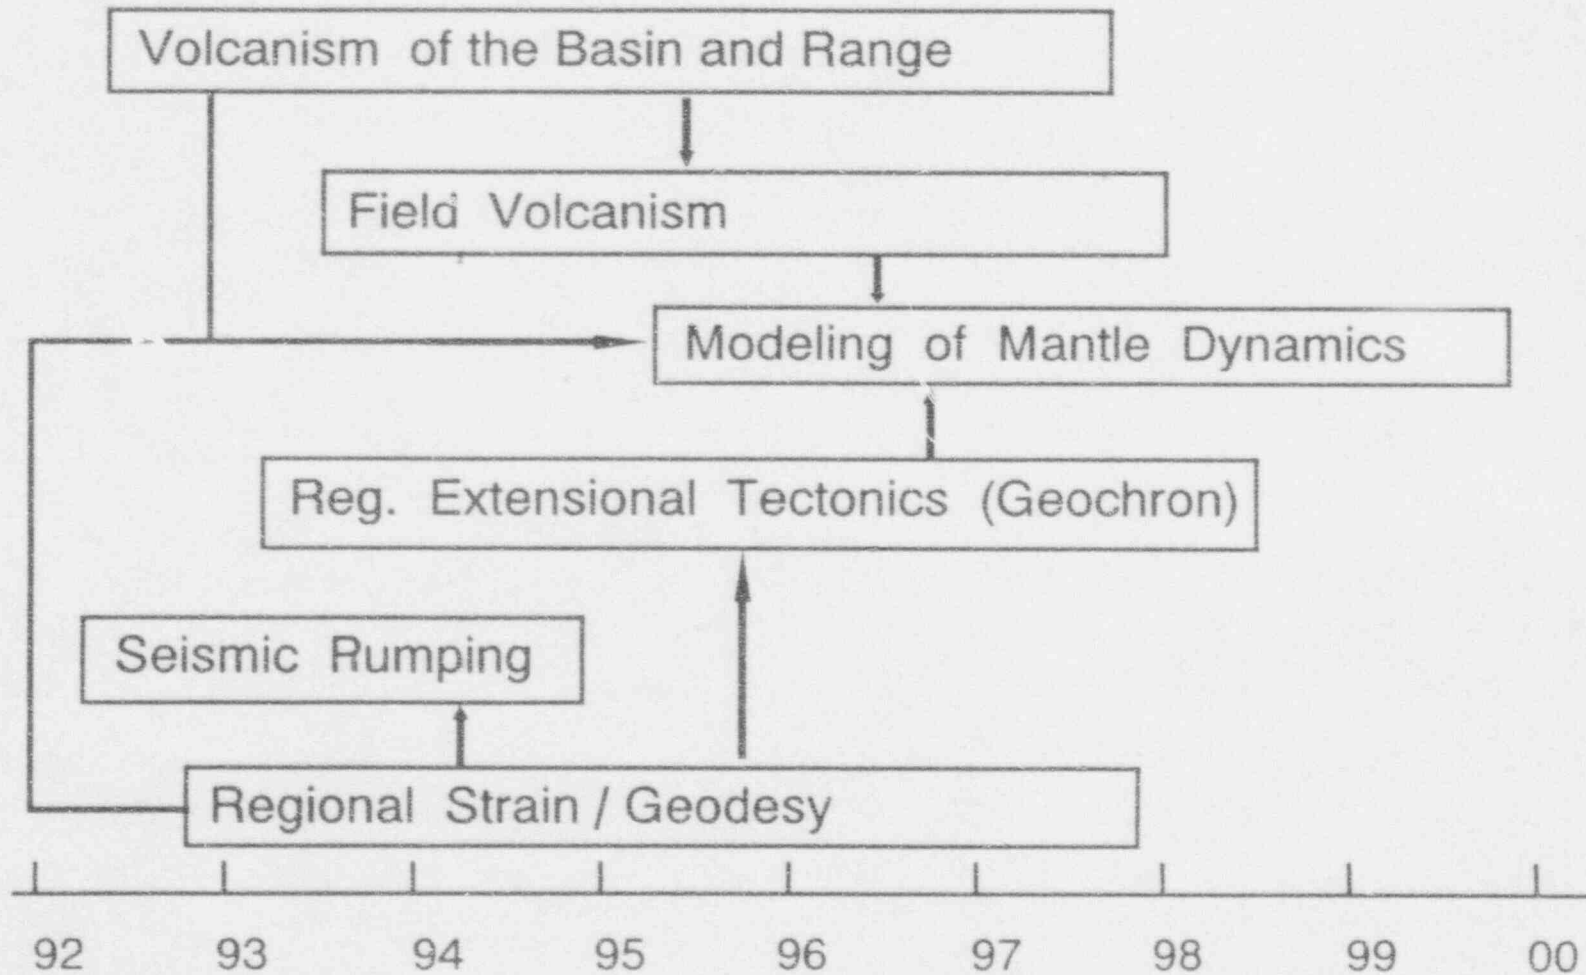 Volcanism of the Basin and Range
Field Volcanism
Modeling of Mantle Dynamics
Reg. Extensional Tectonics (Geochron)
Seismic Rumping
Regional Strain / Geodesy
92 93 94 95 96 97 98 99 00